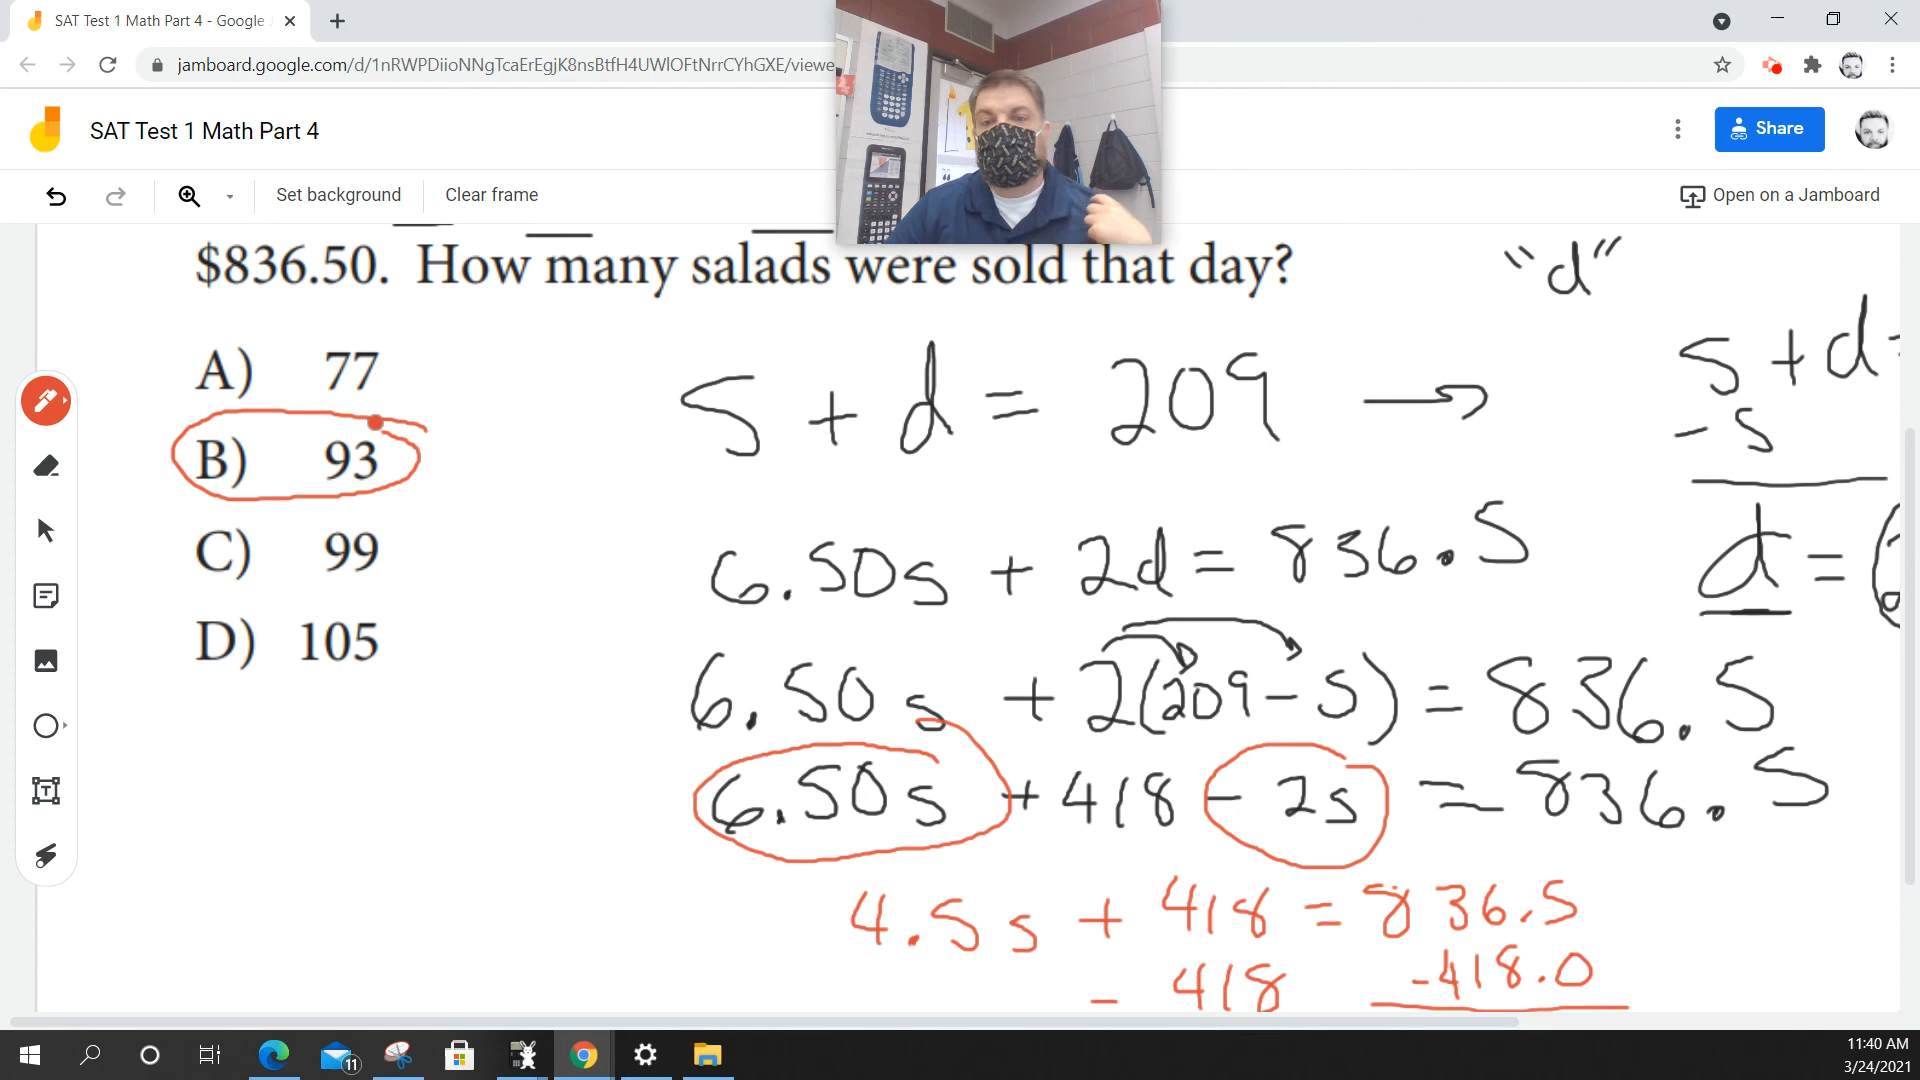 SAT Test 1 Math Part 4 - Google
jamboard.google.com/d/1nRWPDiioNNgTcaErEgjK8nsBtfH4UWlOFtNrrCYhGXE/viewe
SAT Test 1 Math Part 4
Share
Set background
Clear frame
Open on a Jamboard
$836.50. How many salads were sold that day?
"d"
A) 77
B) 93
C) 99
D) 105
s + d = 209 →
s + d
- s
d =
6.50s + 2d = 836.5
6.50s + 2(209 - s) = 836.5
6.50s + 418 - 2s = 836.5
4.5s + 418 = 836.5
- 418 -418.0
11
11:40 AM
3/24/2021